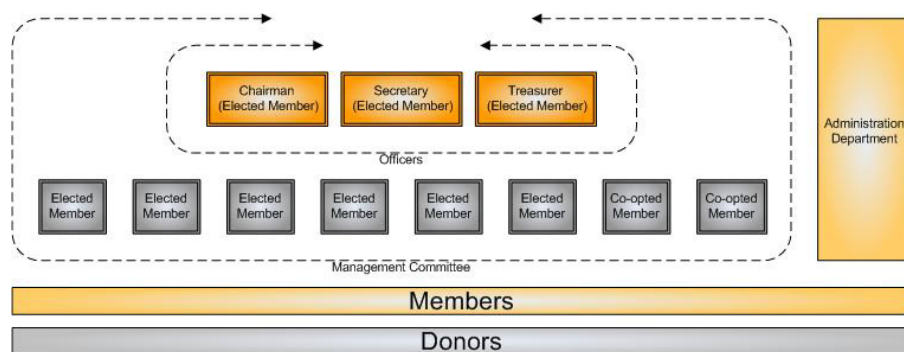 Chairman
(Elected Member)
Secretary
(Elected Member)
Treasurer
(Elected Member)
Administration
Department
Officers
Elected
Member
Elected
Member
Elected
Member
Elected
Member
Elected
Member
Elected
Member
Co-opted
Member
Co-opted
Member
Management Committee
Members
Donors